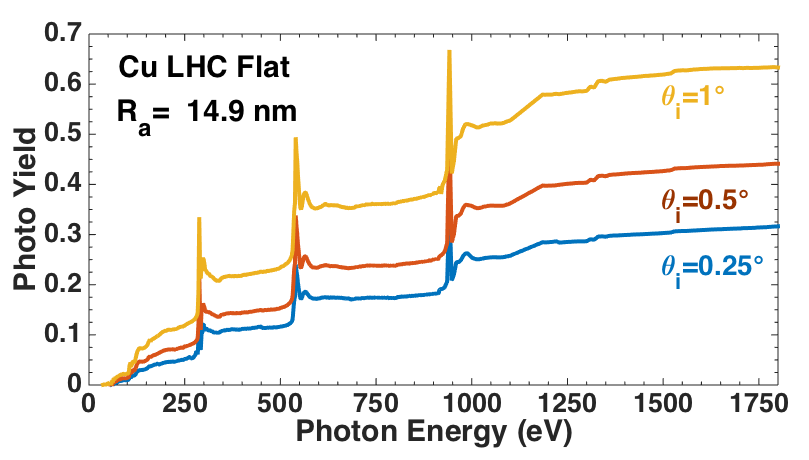 Cu LHC Flat
Ra= 14.9 nm
θi=1°
θi=0.5°
θi=0.25°
Photo Yield
0.7
0.6
0.5
0.4
0.3
0.2
0.1
0
0 250 500 750 1000 1250 1500 1750
Photon Energy (eV)